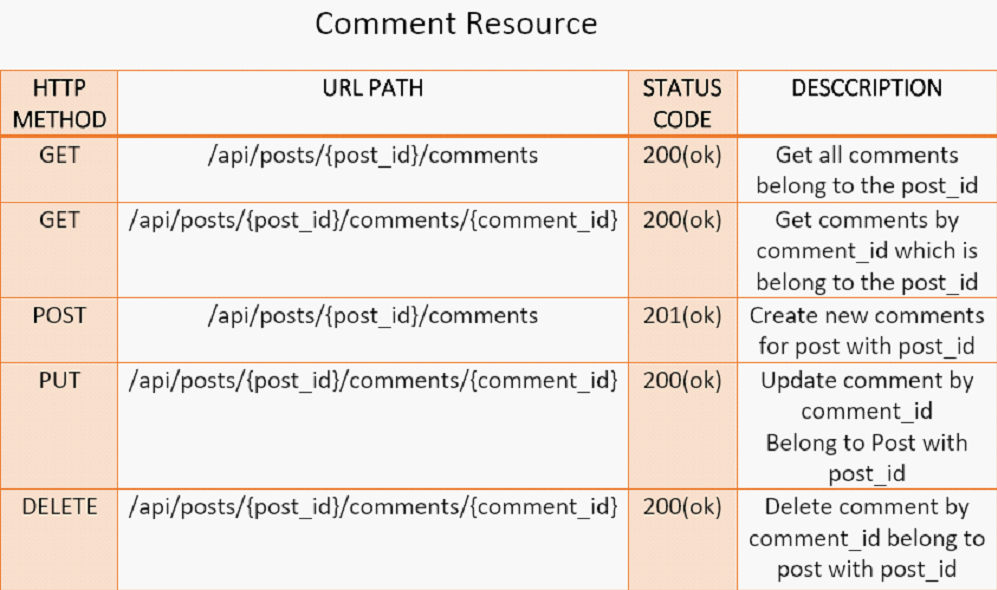 Comment Resource
HTTP METHOD URL PATH STATUS CODE DESCCRIPTION
GET /api/posts/{post_id}/comments 200(ok) Get all comments
belong to the post_id
GET /api/posts/{post_id}/comments/{comment_id} 200(ok) Get comments by
comment_id which is
belong to the post_id
POST /api/posts/{post_id}/comments 201(ok) Create new comments
for post with post_id
PUT /api/posts/{post_id}/comments/{comment_id} 200(ok) Update comment by
comment_id
Belong to Post with
post_id
DELETE /api/posts/{post_id}/comments/{comment_id} 200(ok) Delete comment by
comment_id belong to
post with post_id